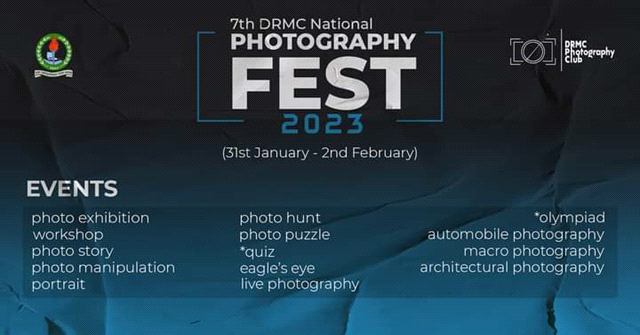 7th DRMC National
PHOTOGRAPHY
FEST
2023
DRMC
Photography
Club
(31st January - 2nd February)
EVENTS
photo exhibition
workshop
photo story
photo manipulation
portrait
photo hunt
photo puzzle
*quiz
eagle's eye
live photography
*olympiad
automobile photography
macro photography
architectural photography